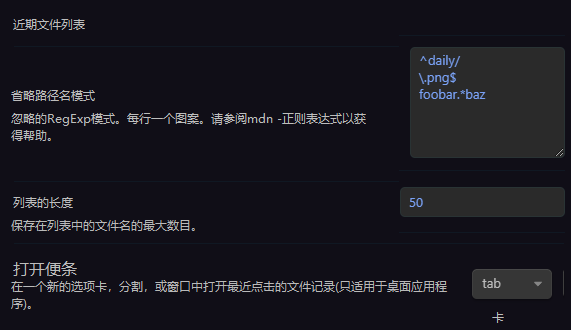 近期文件列表
^daily/
\.png$
foobar.*baz
省略路径名模式
忽略的RegExp模式。每行一个图案。请参阅mdn -正则表达式以获
得帮助。
列表的长度
50
保存在列表中的文件名的最大数目。
打开便条
在一个新的选项卡，分割，或窗口中打开最近点击的文件记录(只适用于桌面应用程
序)。
tab
卡